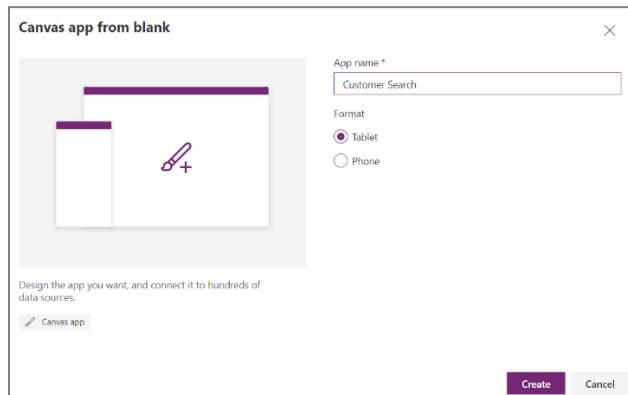 Canvas app from blank
App name *
Customer Search
Format
Tablet
Phone
Design the app you want, and connect it to hundreds of
data sources.
Canvas app
Create
Cancel